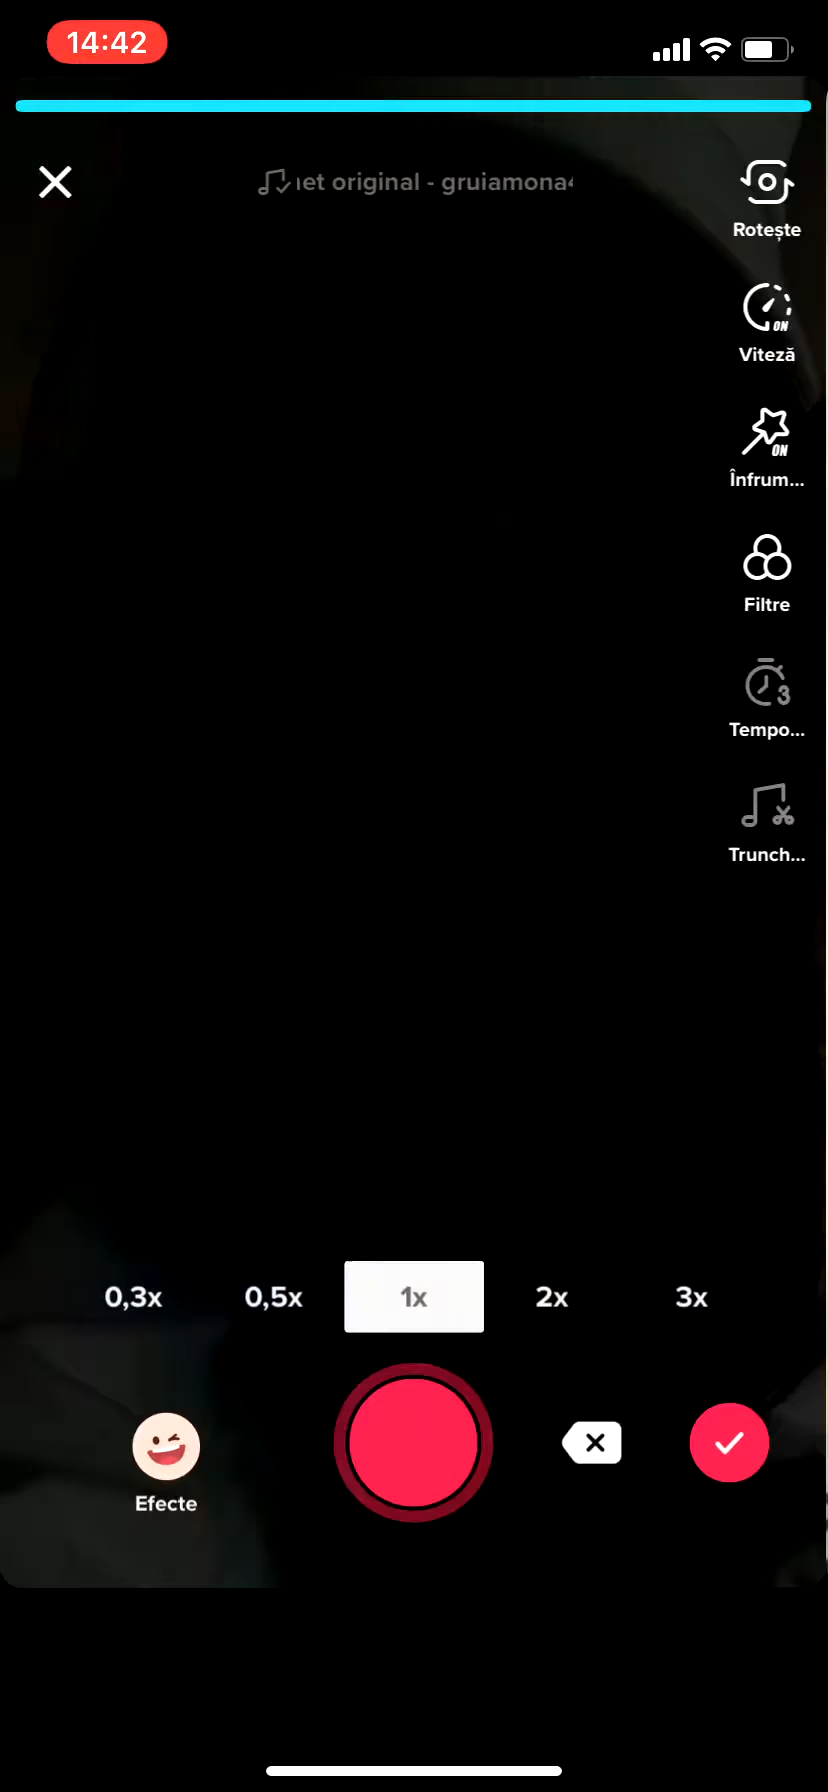 14:42
original - gruiamona
Rotește
ON
Viteză
ON
Înfrum...
Filtre
3
Tempo...
Trunch...
0,3x 0,5x 1x 2x 3x
Efecte